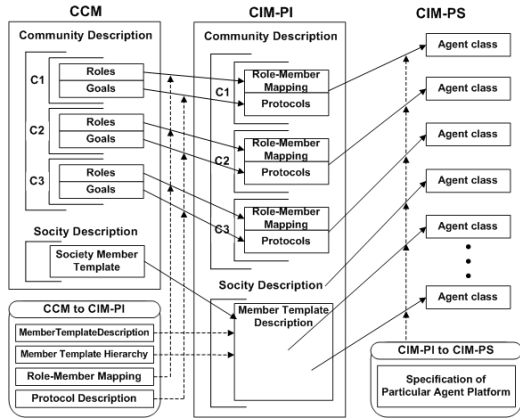 CCM
Community Description
C1
Roles
Goals
C2
Roles
Goals
C3
Roles
Goals
Socity Description
Society Member
Template
CCM to CIM-PI
MemberTemplateDescription
Member Template Hierarchy
Role-Member Mapping
Protocol Description
CIM-PI
Community Description
C1
Role-Member
Mapping
Protocols
C2
Role-Member
Mapping
Protocols
C3
Role-Member
Mapping
Protocols
Socity Description
Member Template
Description
CIM-PS
Agent class
Agent class
Agent class
Agent class
Agent class
Agent class
CIM-PI to CIM-PS
Specification of
Particular Agent Platform